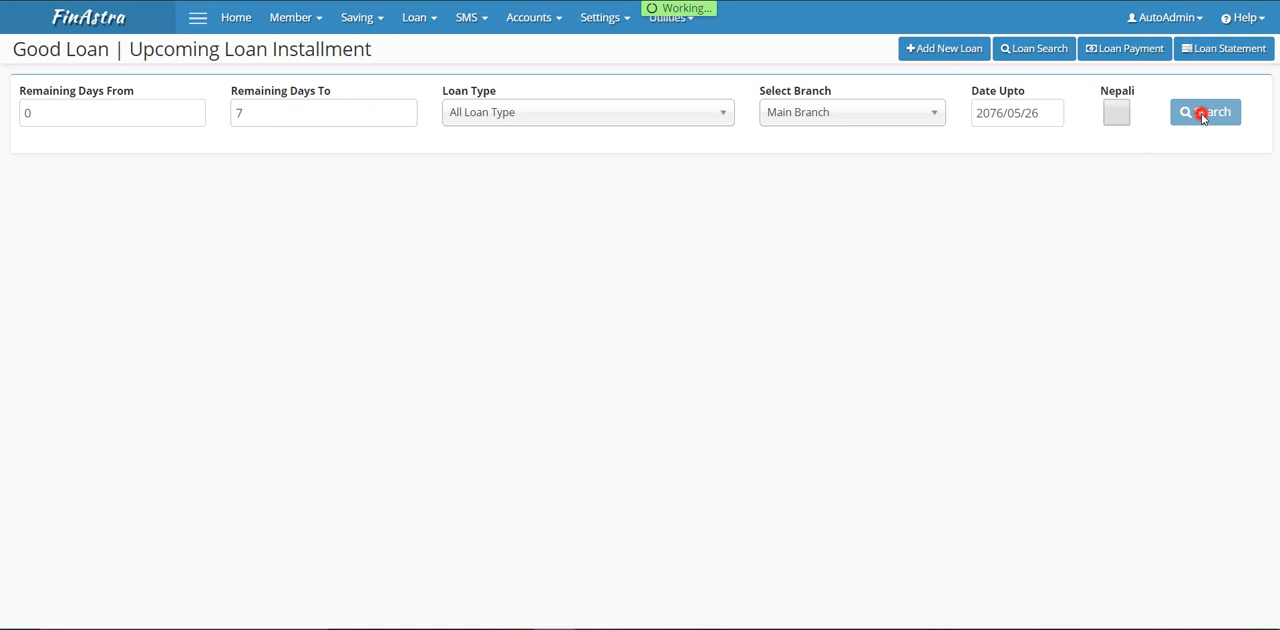 FinAstra Home Member Saving Loan SMS Accounts Settings Utilities Working... AutoAdmin Help
Good Loan | Upcoming Loan Installment Add New Loan Loan Search Loan Payment Loan Statement
Remaining Days From Remaining Days To Loan Type Select Branch Date Upto Nepali
0 7 All Loan Type Main Branch 2076/05/26 Search